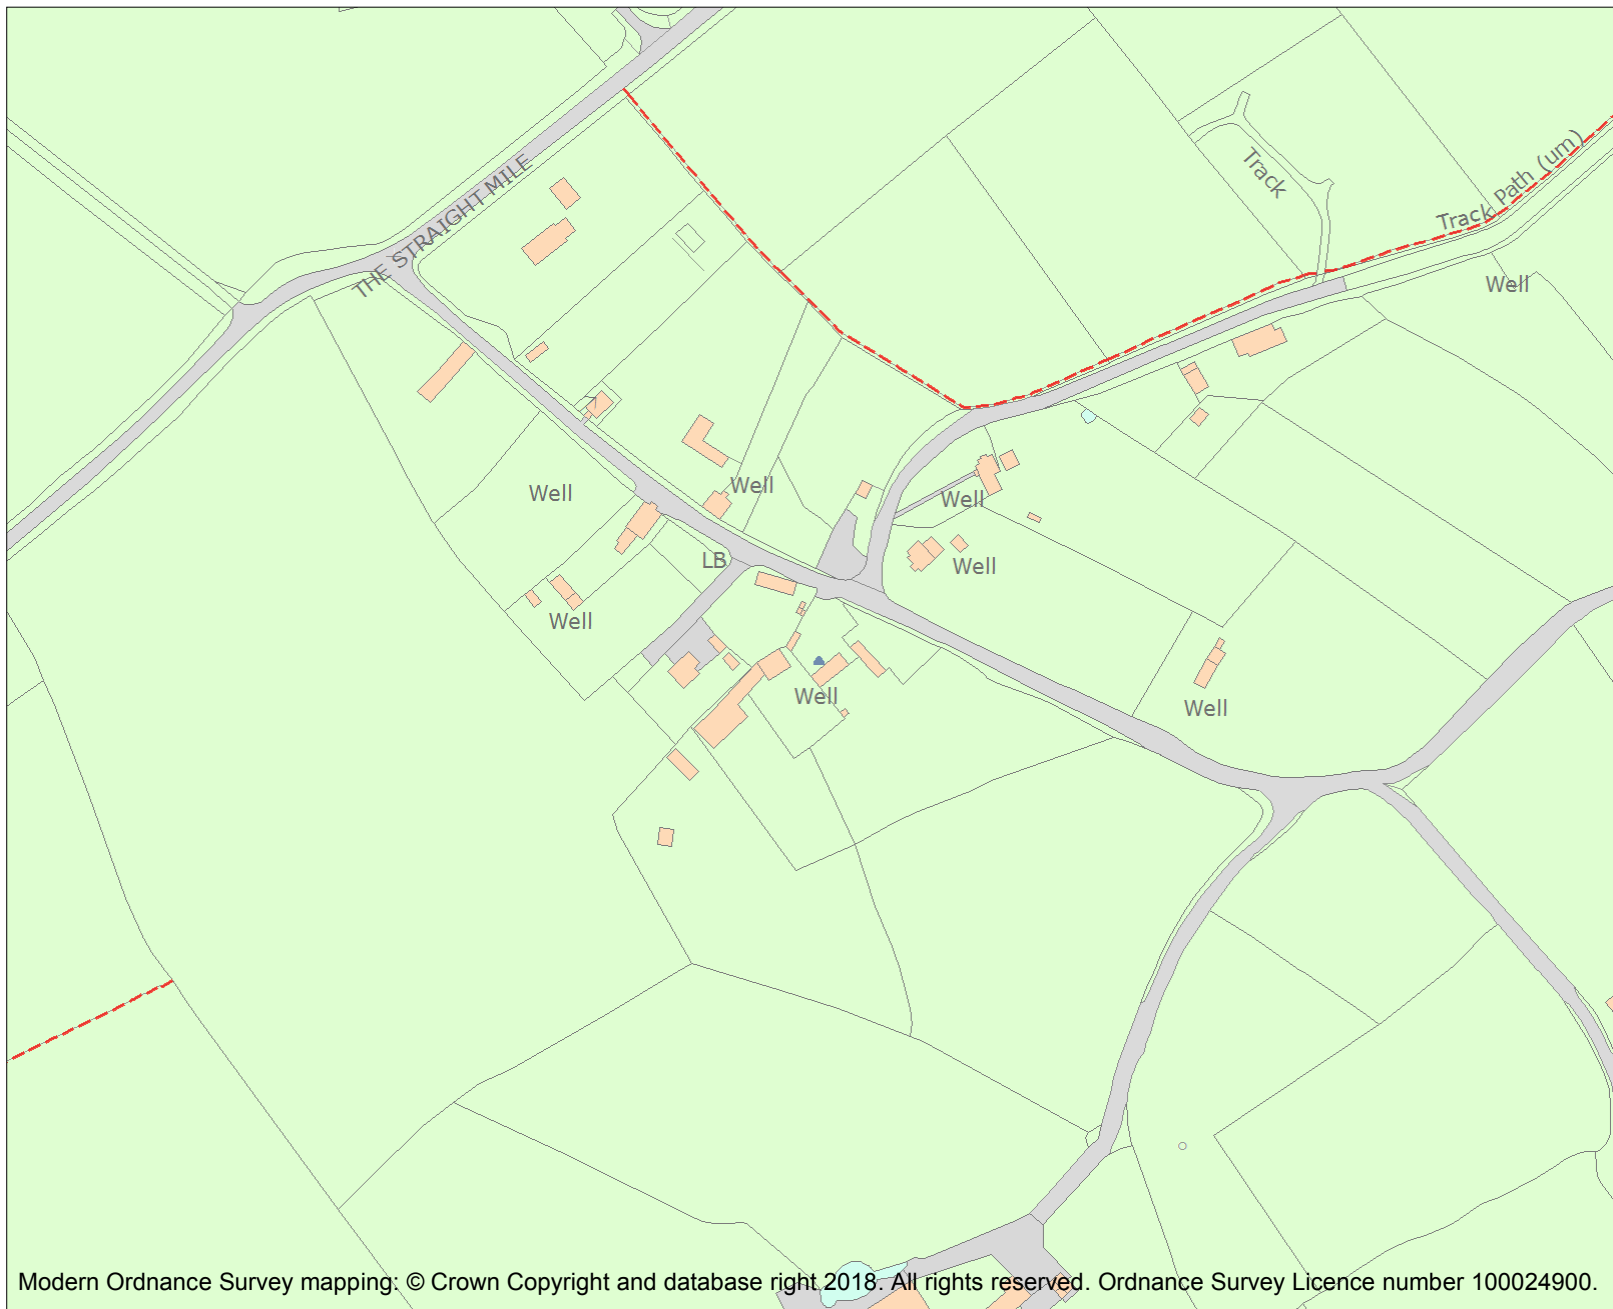 THE STRAIGHT MILE
Track
Track
Path (um)
Well
Well
Well
Well
LB
Well
Well
Well
Well
Modern Ordnance Survey mapping: © Crown Copyright and database right 2018. All rights reserved. Ordnance Survey Licence number 100024900.